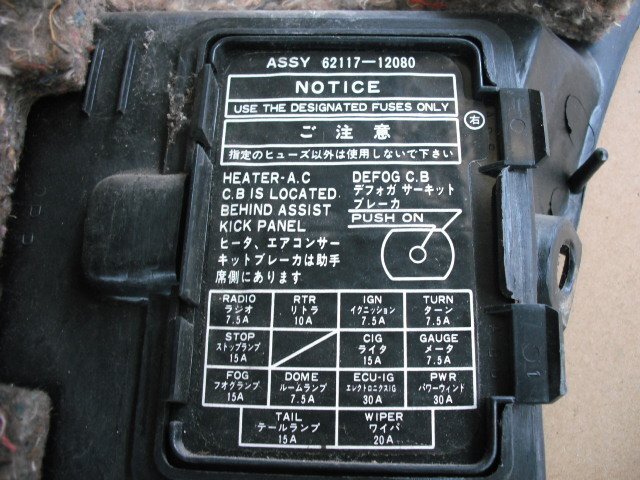 ASSY 62117-12080
NOTICE
USE THE DESIGNATED FUSES ONLY
ご注意
右
指定のヒューズ以外は使用しないで下さい
HEATER-A.C
C.B IS LOCATED
BEHIND ASSIST
KICK PANEL
ヒータ、エアコンサー
キットブレーカは助手
席側にあります
DEFOG C.B
デフォガ サーキット
ブレーカ
PUSH ON
RADIO
ラジオ
7.5A
RTR
リトラ
10A
IGN
イグニッション
7.5A
TURN
ターン
7.5A
STOP
ストップランプ
15A
CIG
ライタ
15A
GAUGE
メータ
7.5A
FOG
フオグランプ
15A
DOME
ルームランプ
7.5A
ECU-IG
エレクトロニクスIG
30A
PWR
パワーウィンド
30A
TAIL
テールランプ
15A
WIPER
ワイパ
20A